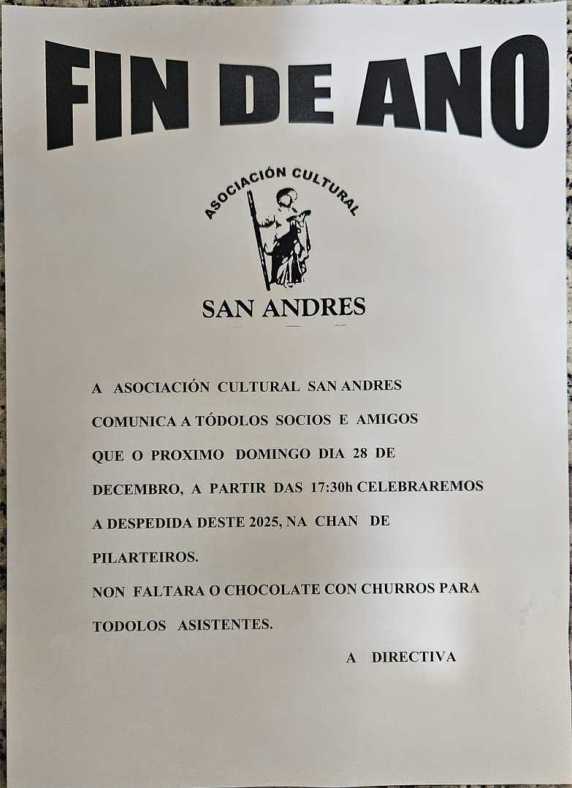 FIN DE ANO
ASOCIACIÓN CULTURAL
SAN ANDRES
A ASOCIACIÓN CULTURAL SAN ANDRES
COMUNICA A TÓDOLOS SOCIOS E AMIGOS
QUE O PROXIMO DOMINGO DIA 28 DE
DECEMBRO, A PARTIR DAS 17:30h CELEBRAREMOS
A DESPEDIDA DESTE 2025, NA CHAN DE
PILARTEIROS.
NON FALTARA O CHOCOLATE CON CHURROS PARA
TODOLOS ASISTENTES.
A DIRECTIVA